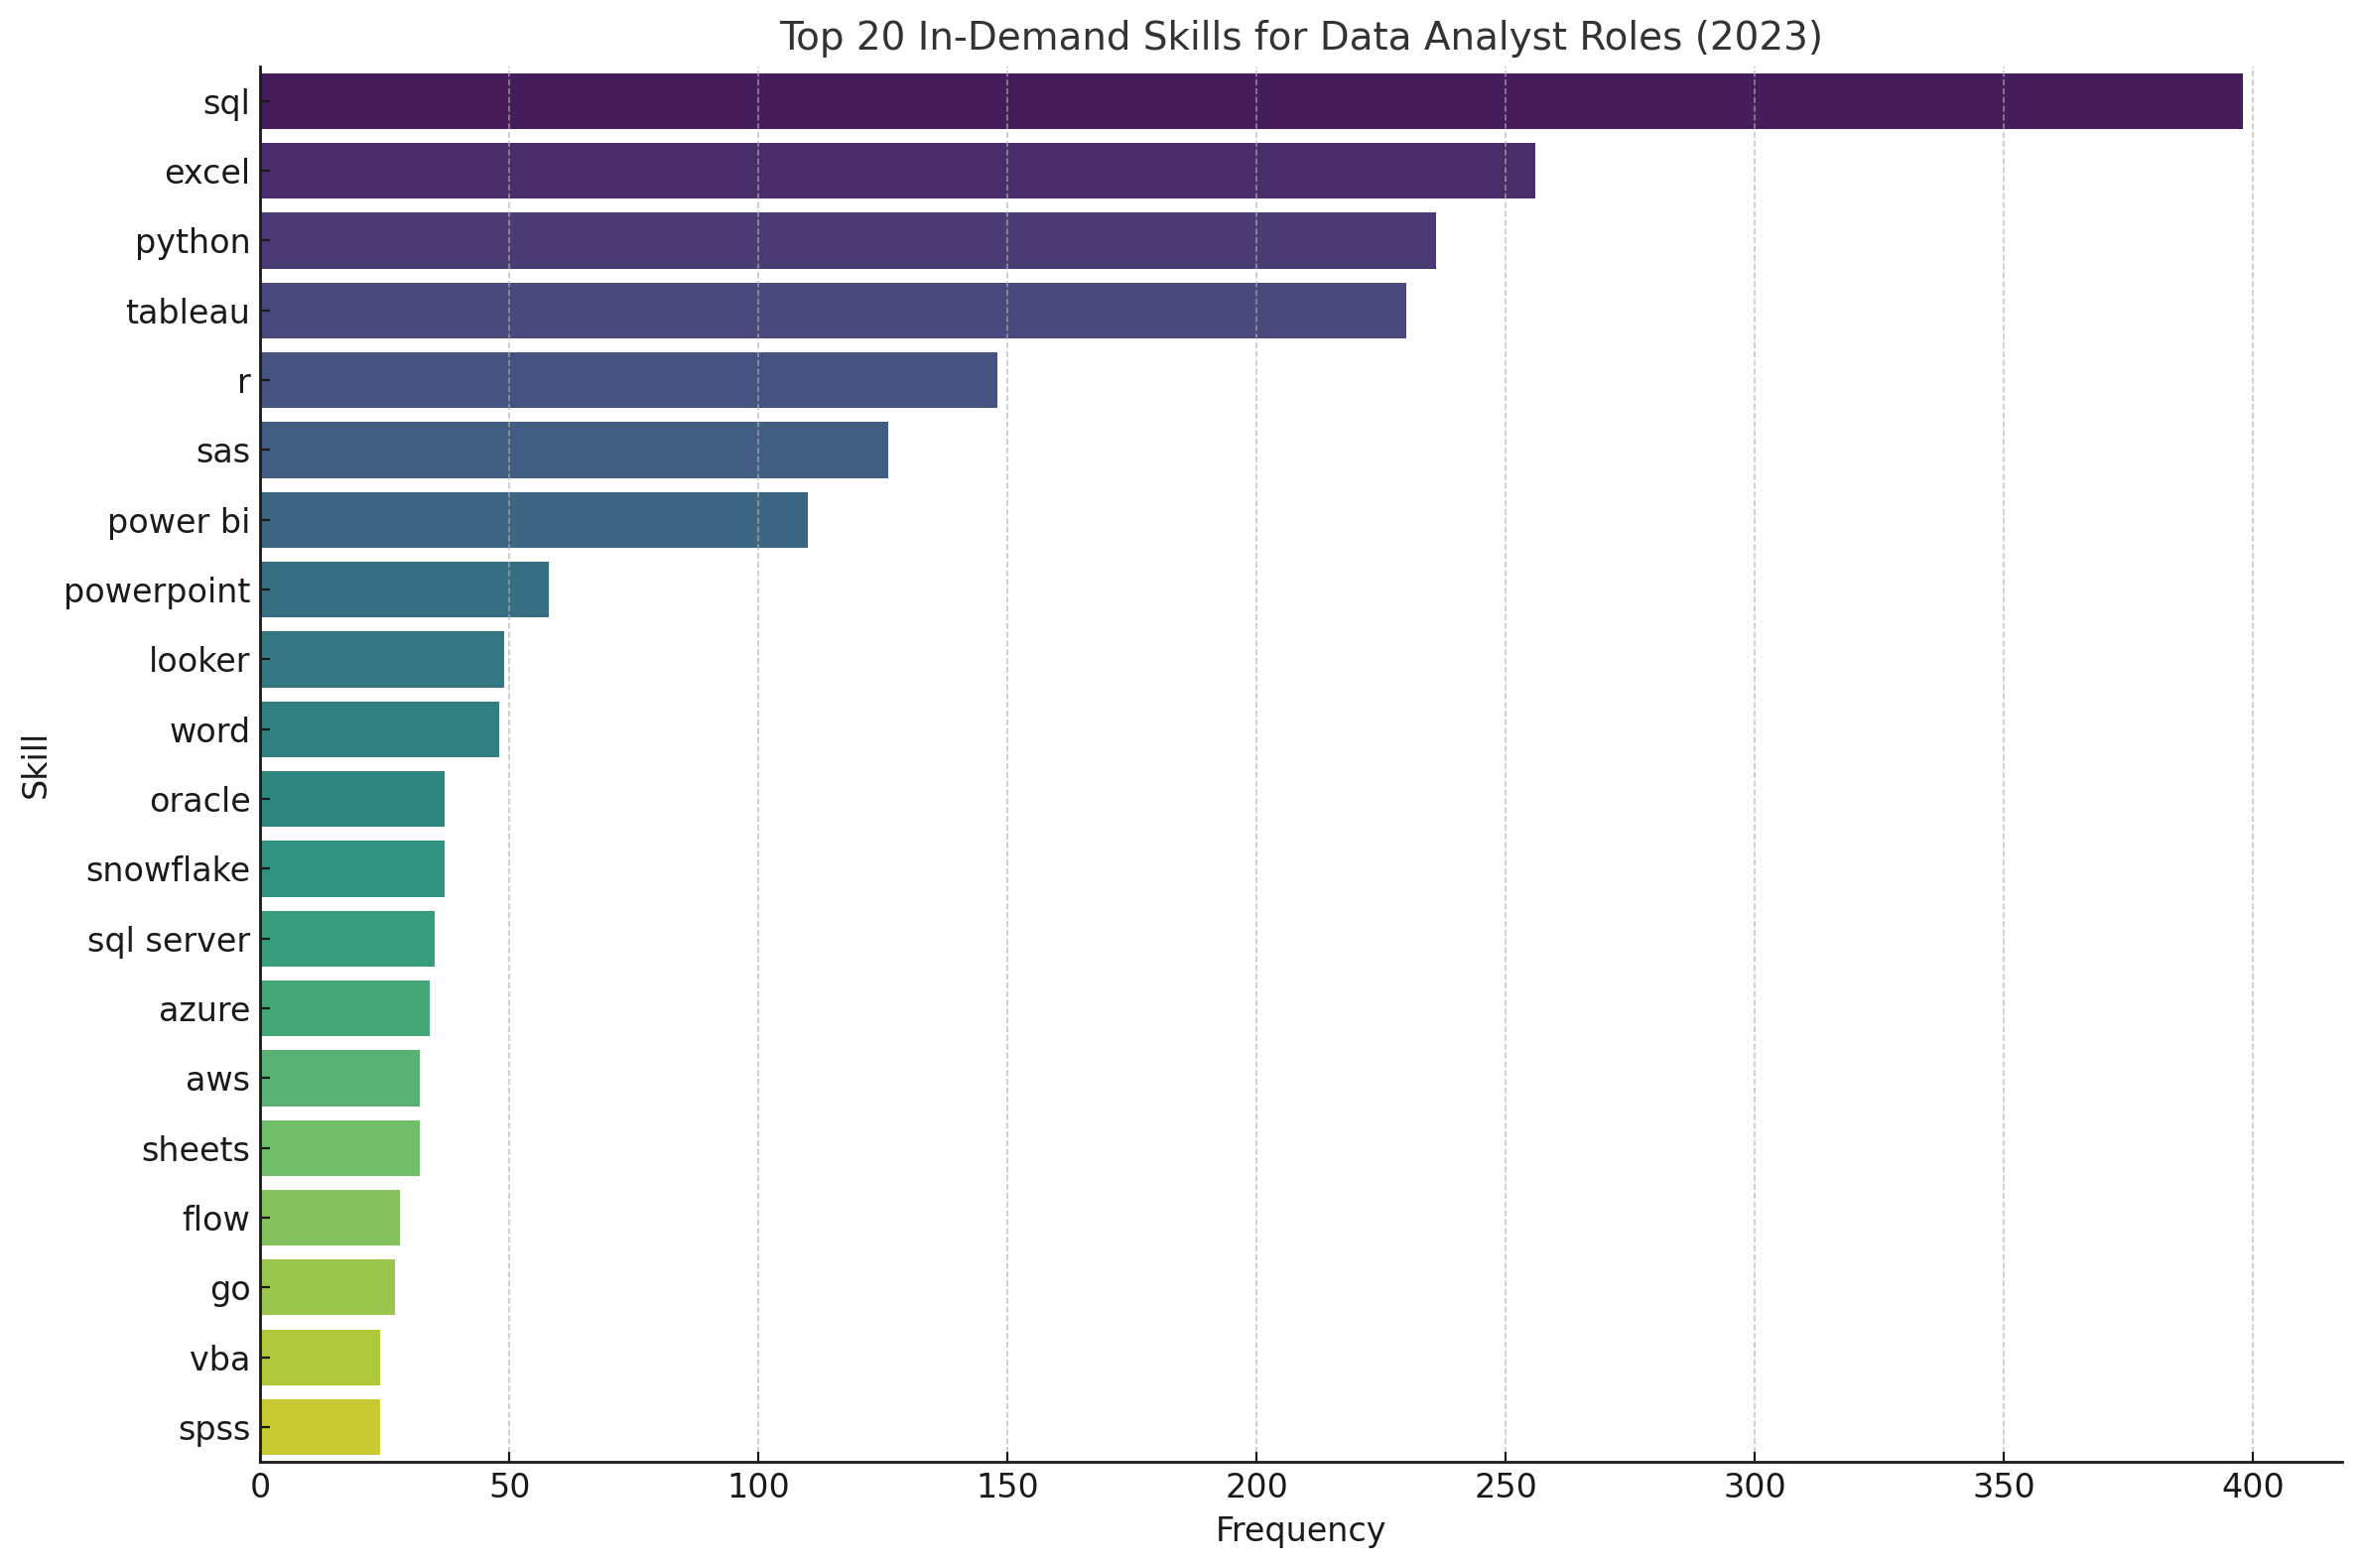 Top 20 In-Demand Skills for Data Analyst Roles (2023)
Skill
sql
excel
python
tableau
r
sas
power bi
powerpoint
looker
word
oracle
snowflake
sql server
azure
aws
sheets
flow
go
vba
spss
0 50 100 150 200 250 300 350 400
Frequency